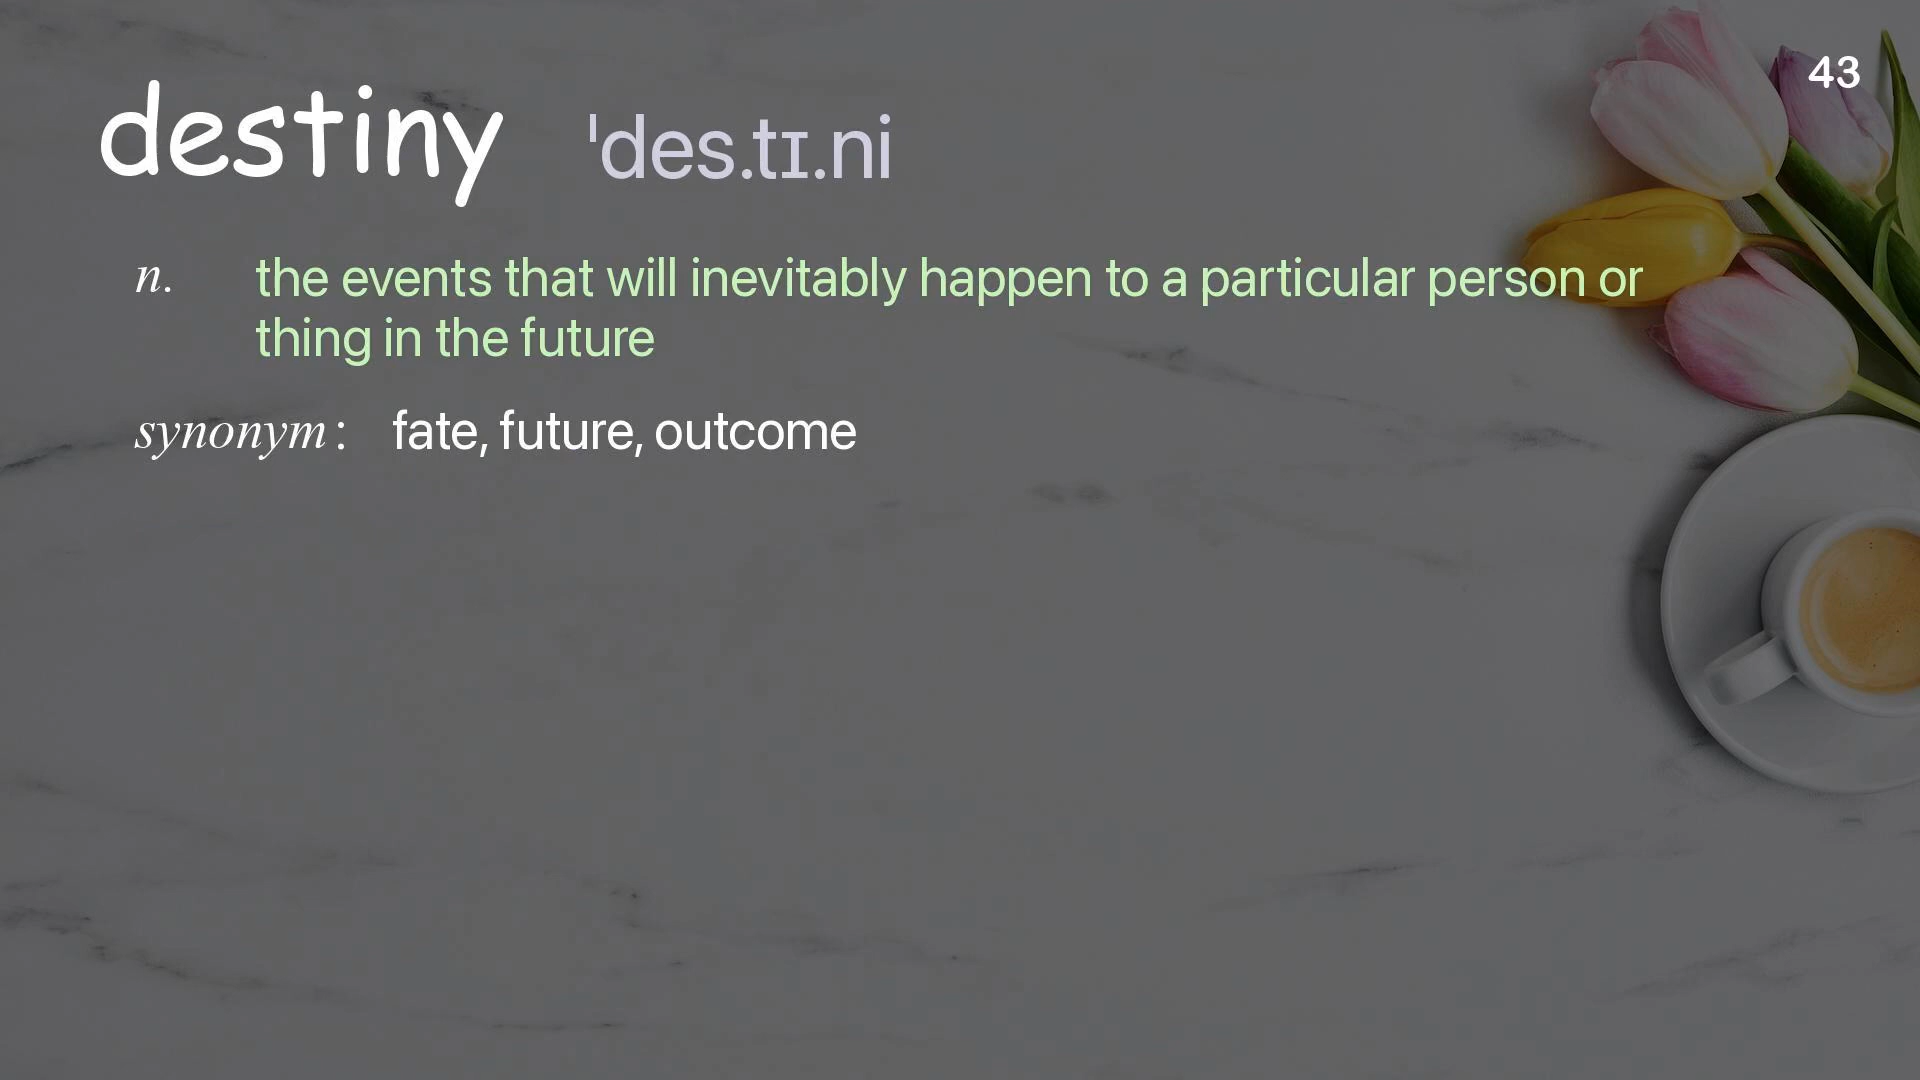 43
destiny ˈdes.tɪ.ni
n. the events that will inevitably happen to a particular person or
thing in the future
synonym: fate, future, outcome